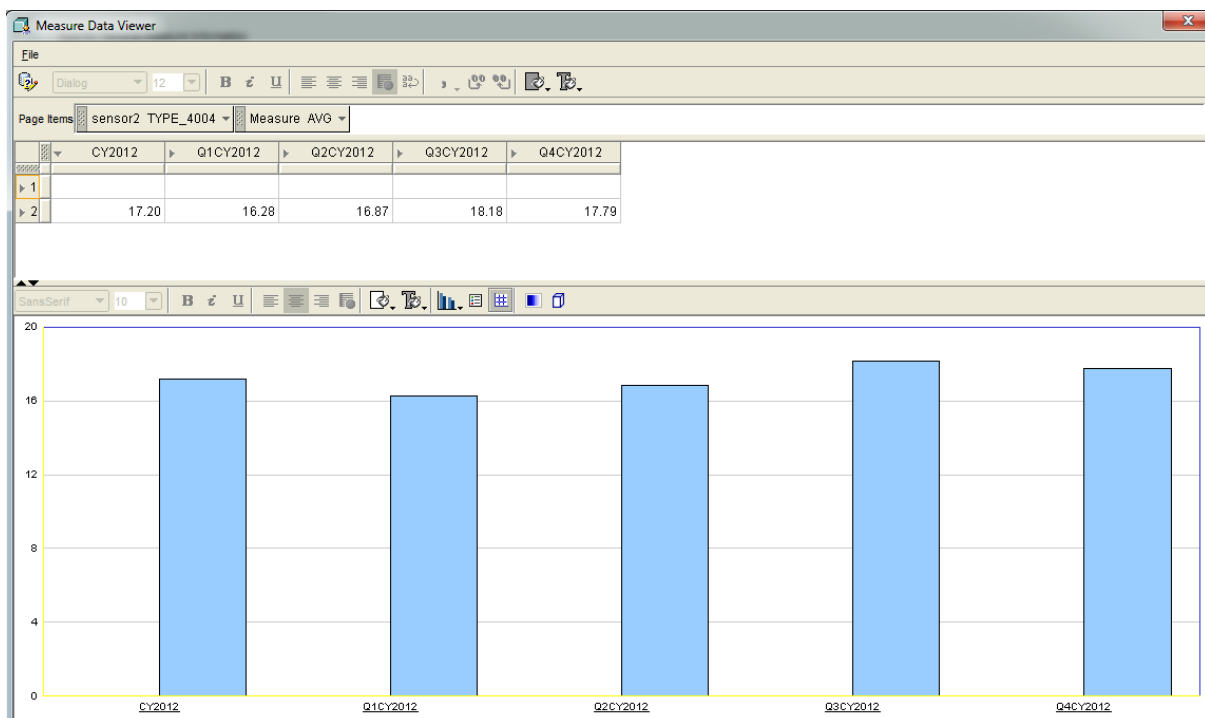 Measure Data Viewer
File
Dialog 12 B i U
Page Items sensor2 TYPE_4004 Measure AVG
CY2012 Q1CY2012 Q2CY2012 Q3CY2012 Q4CY2012
1
2 17.20 16.28 16.87 18.18 17.79
SansSerif 10 B i U
20
16
12
8
4
0
CY2012 Q1CY2012 Q2CY2012 Q3CY2012 Q4CY2012